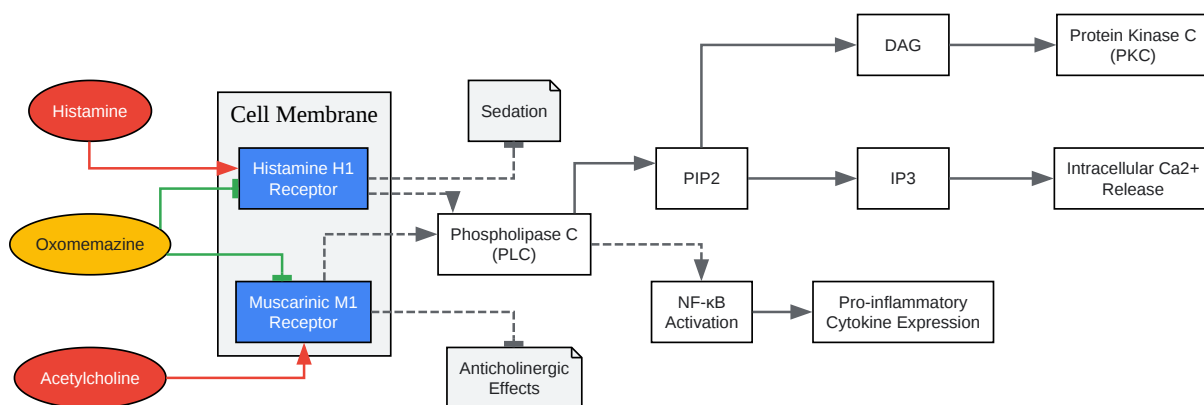 DAG
Protein Kinase C
(PKC)
Histamine
Cell Membrane
Sedation
Histamine H1
Receptor
PIP2
IP3
Intracellular Ca2+
Release
Oxomemazine
Phospholipase C
(PLC)
Muscarinic M1
Receptor
NF-κB
Activation
Pro-inflammatory
Cytokine Expression
Acetylcholine
Anticholinergic
Effects